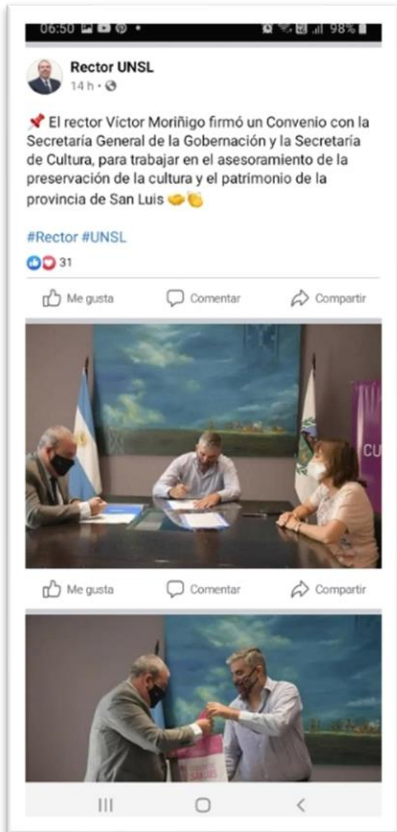 06:50 98%
Rector UNSL
14 h •
El rector Víctor Moriñigo firmó un Convenio con la
Secretaría General de la Gobernación y la Secretaría
de Cultura, para trabajar en el asesoramiento de la
preservación de la cultura y el patrimonio de la
provincia de San Luis
#Rector #UNSL
31
Me gusta Comentar Compartir
CU
Me gusta Comentar Compartir